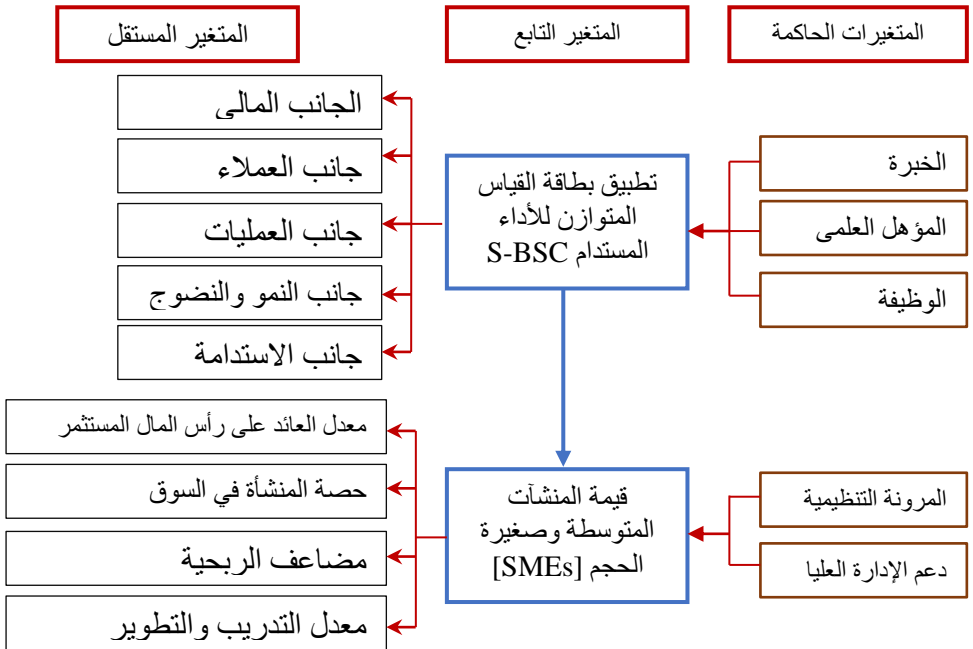 المتغيرات الحاكمة
المتغير التابع
المتغير المستقل
الخبرة
المؤهل العلمى
الوظيفة
تطبيق بطاقة القياس
المتوازن للأداء
المستدام S-BSC
الجانب المالى
جانب العملاء
جانب العمليات
جانب النمو والنضوج
جانب الاستدامة
المرونة التنظيمية
دعم الإدارة العليا
قيمة المنشآت
المتوسطة وصغيرة
الحجم [SMEs]
معدل العائد على رأس المال المستثمر
حصة المنشأة في السوق
مضاعف الربحية
معدل التدريب والتطوير